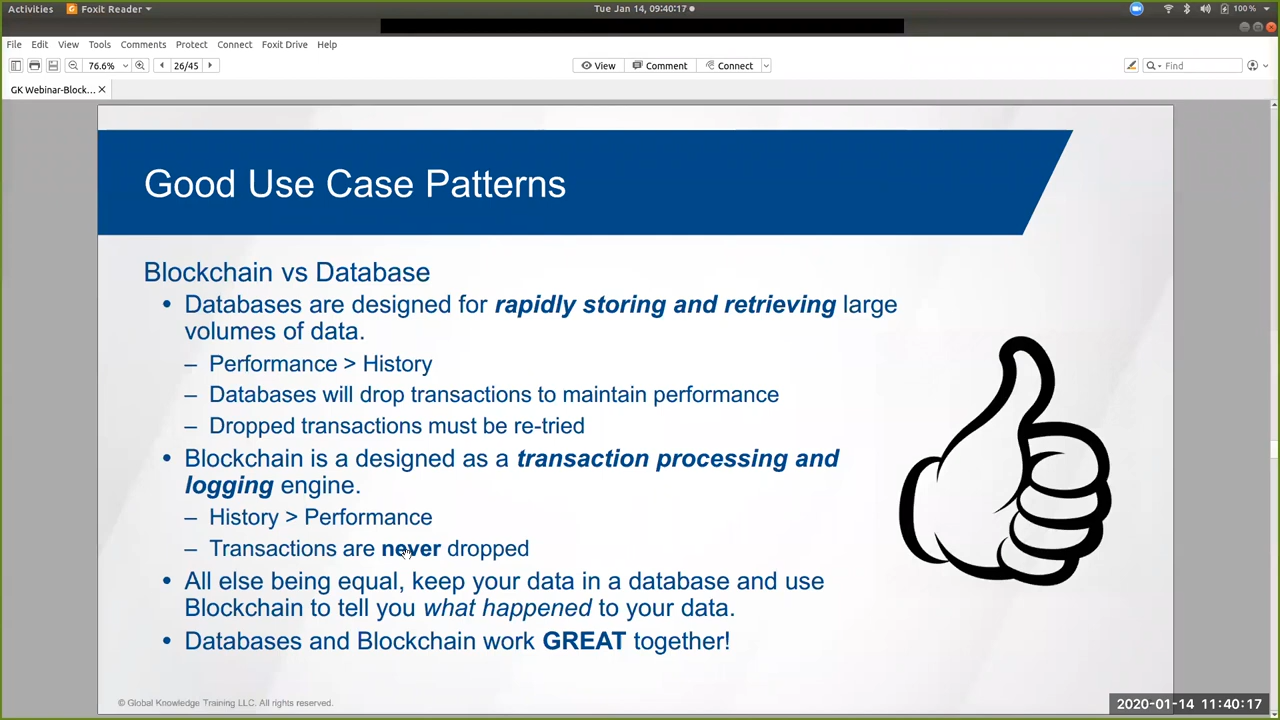 Activities Foxit Reader Tue Jan 14, 09:40:17 100 %
File Edit View Tools Comments Protect Connect Foxit Drive Help
76.6% 26/45 View Comment Connect Find
GK Webinar-Block...
Good Use Case Patterns
Blockchain vs Database
• Databases are designed for rapidly storing and retrieving large
volumes of data.
– Performance > History
– Databases will drop transactions to maintain performance
– Dropped transactions must be re-tried
• Blockchain is a designed as a transaction processing and
logging engine.
– History > Performance
– Transactions are never dropped
• All else being equal, keep your data in a database and use
Blockchain to tell you what happened to your data.
• Databases and Blockchain work GREAT together!
© Global Knowledge Training LLC. All rights reserved.
2020-01-14 11:40:17